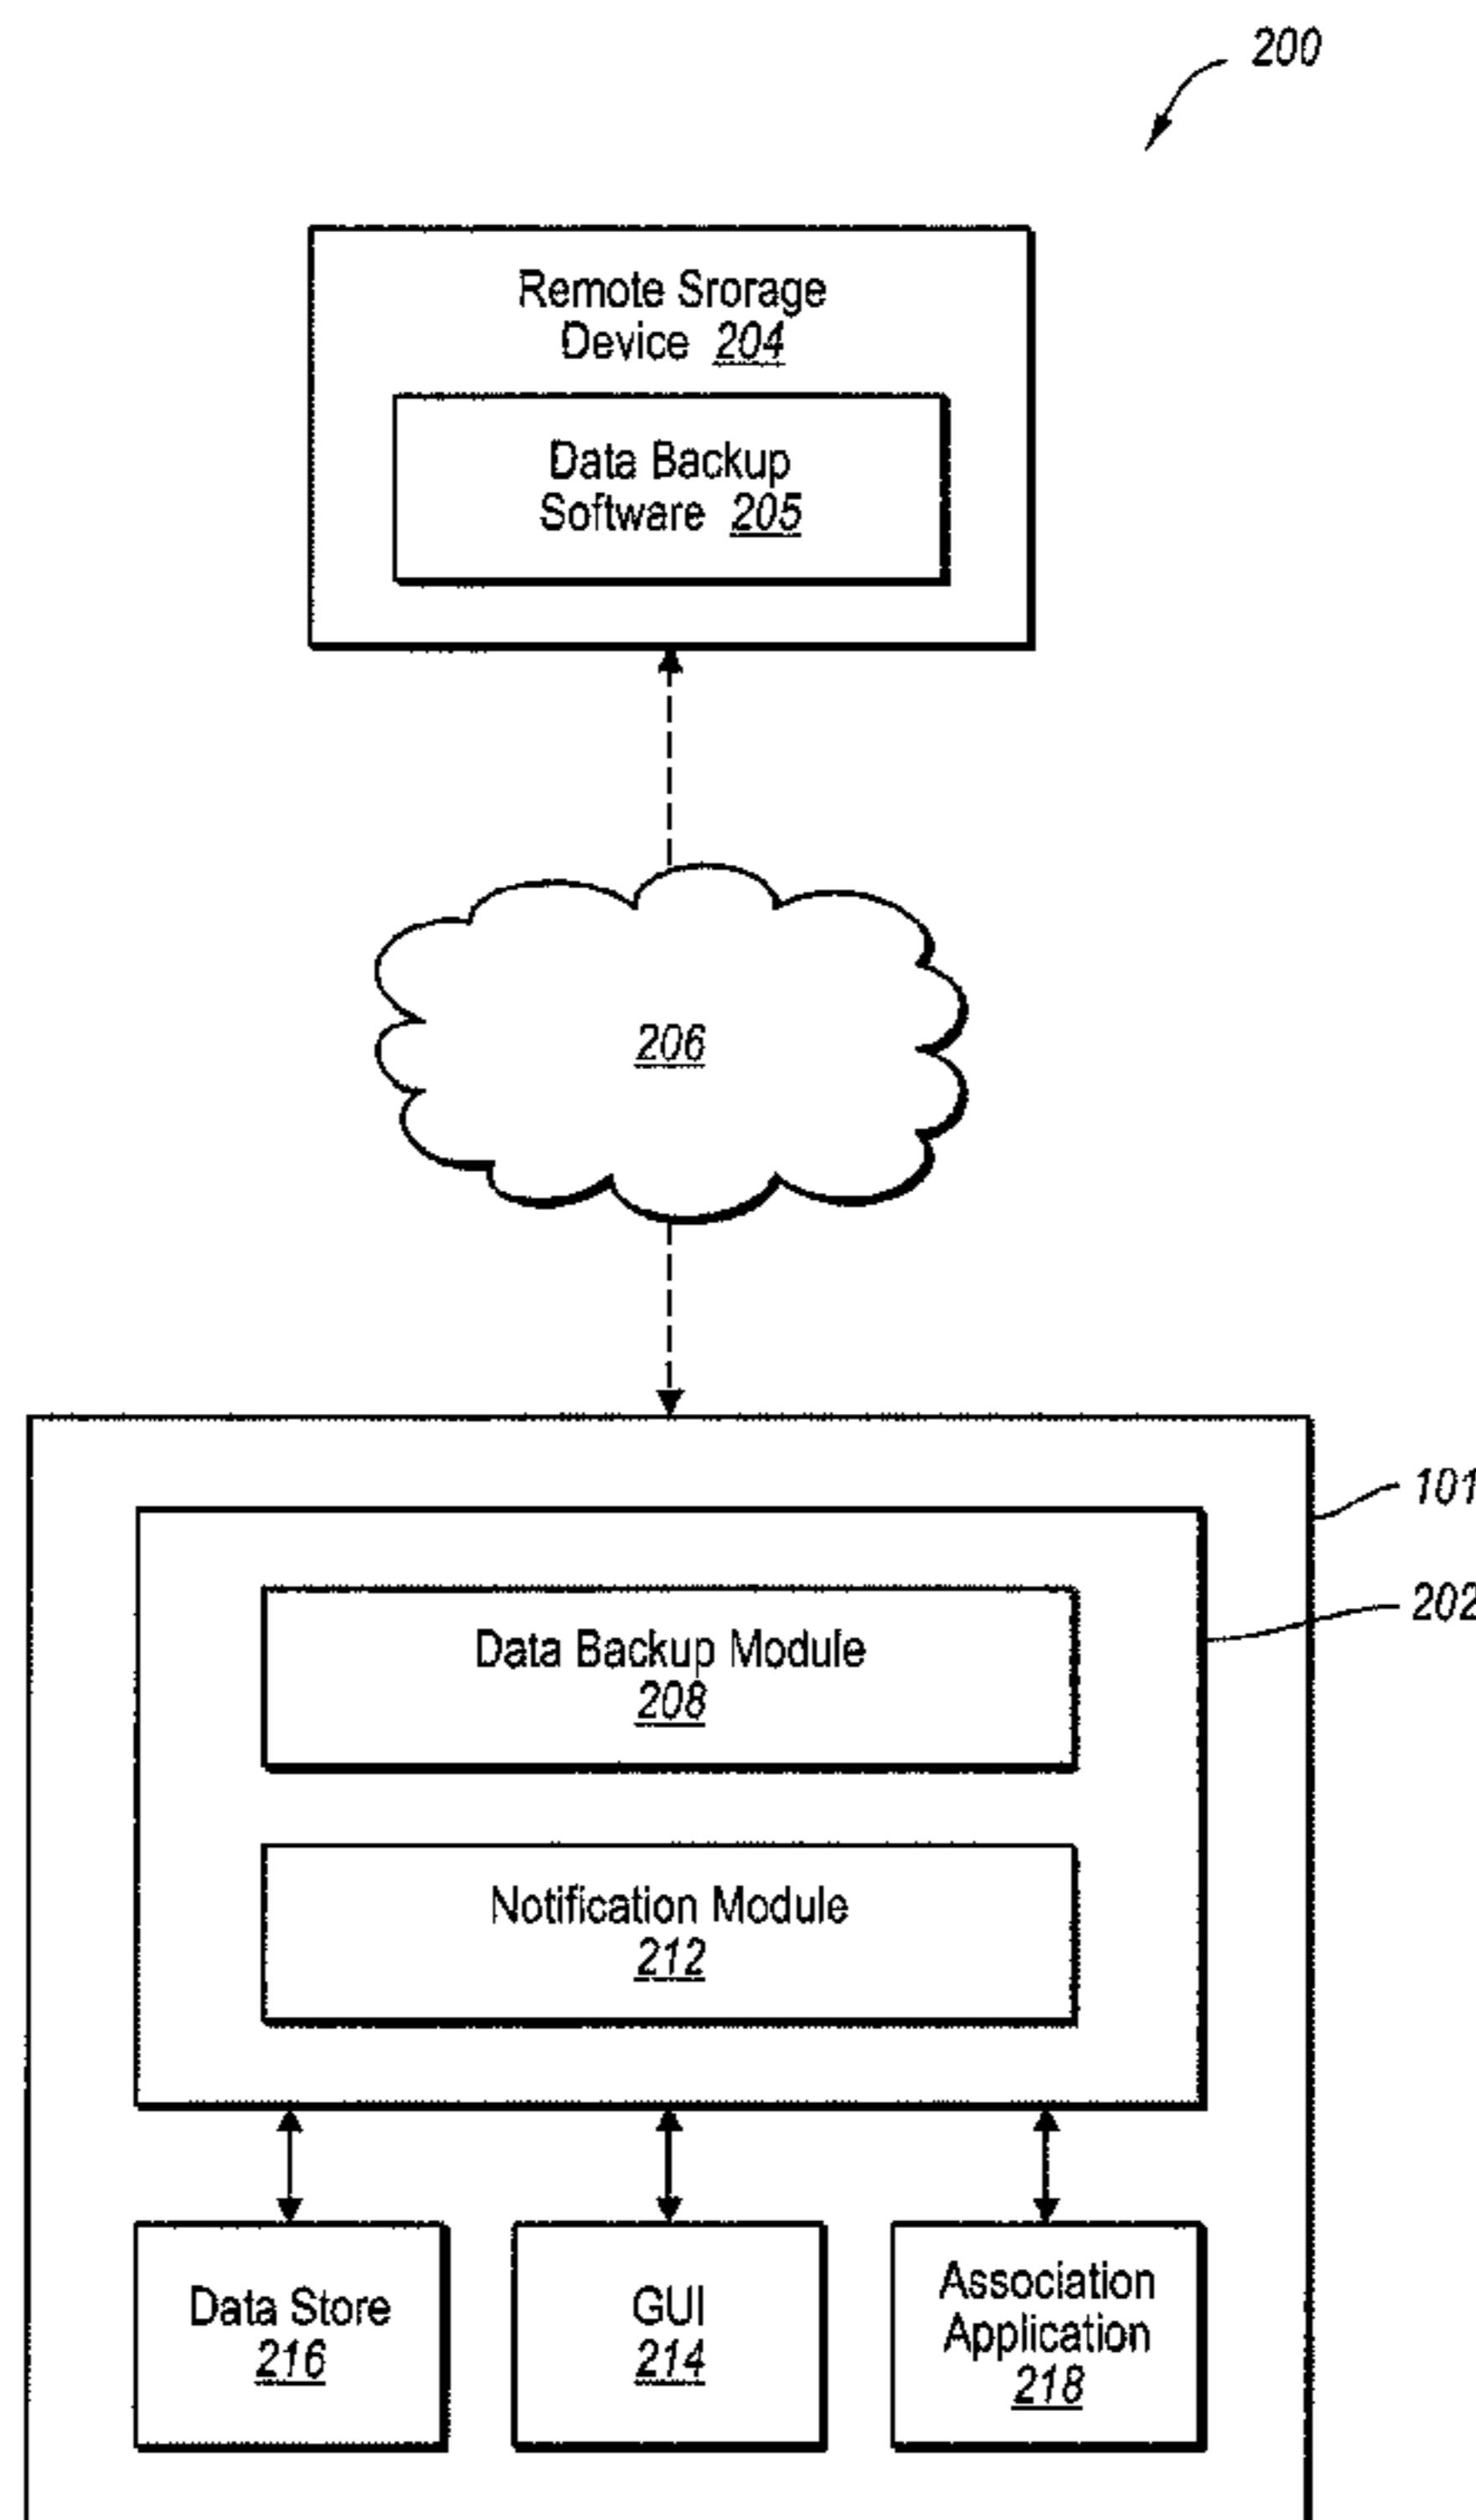 200
Remote Srorage
Device 204
Data Backup
Software 205
206
101
202
Data Backup Module
208
Notification Module
212
Data Store
216
GUI
214
Association
Application
218